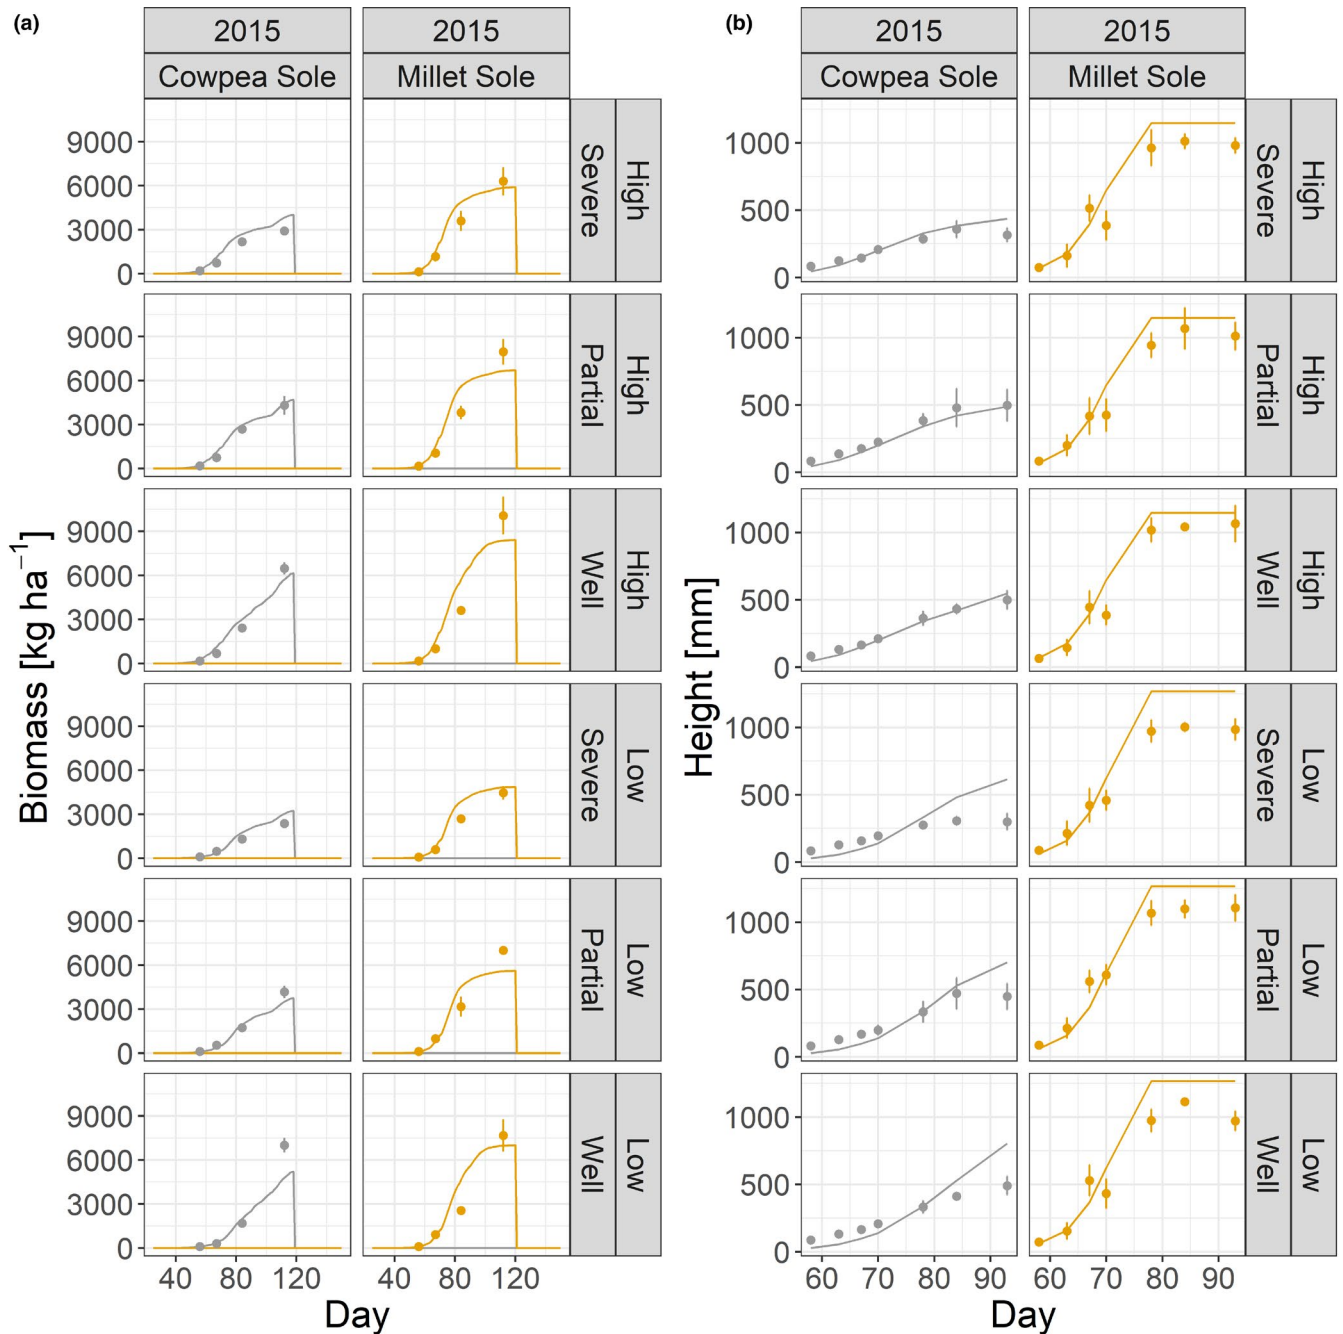 (a)
2015
2015
Cowpea Sole
Millet Sole
Biomass [kg ha⁻¹]
9000
6000
3000
0
Severe
High
9000
6000
3000
0
Partial
High
9000
6000
3000
0
Well
High
9000
6000
3000
0
Severe
Low
9000
6000
3000
0
Partial
Low
9000
6000
3000
0
Well
Low
40 80 120
40 80 120
Day
(b)
2015
2015
Cowpea Sole
Millet Sole
Height [mm]
1000
500
0
Severe
High
1000
500
0
Partial
High
1000
500
0
Well
High
1000
500
0
Severe
Low
1000
500
0
Partial
Low
1000
500
0
Well
Low
60 70 80 90
60 70 80 90
Day